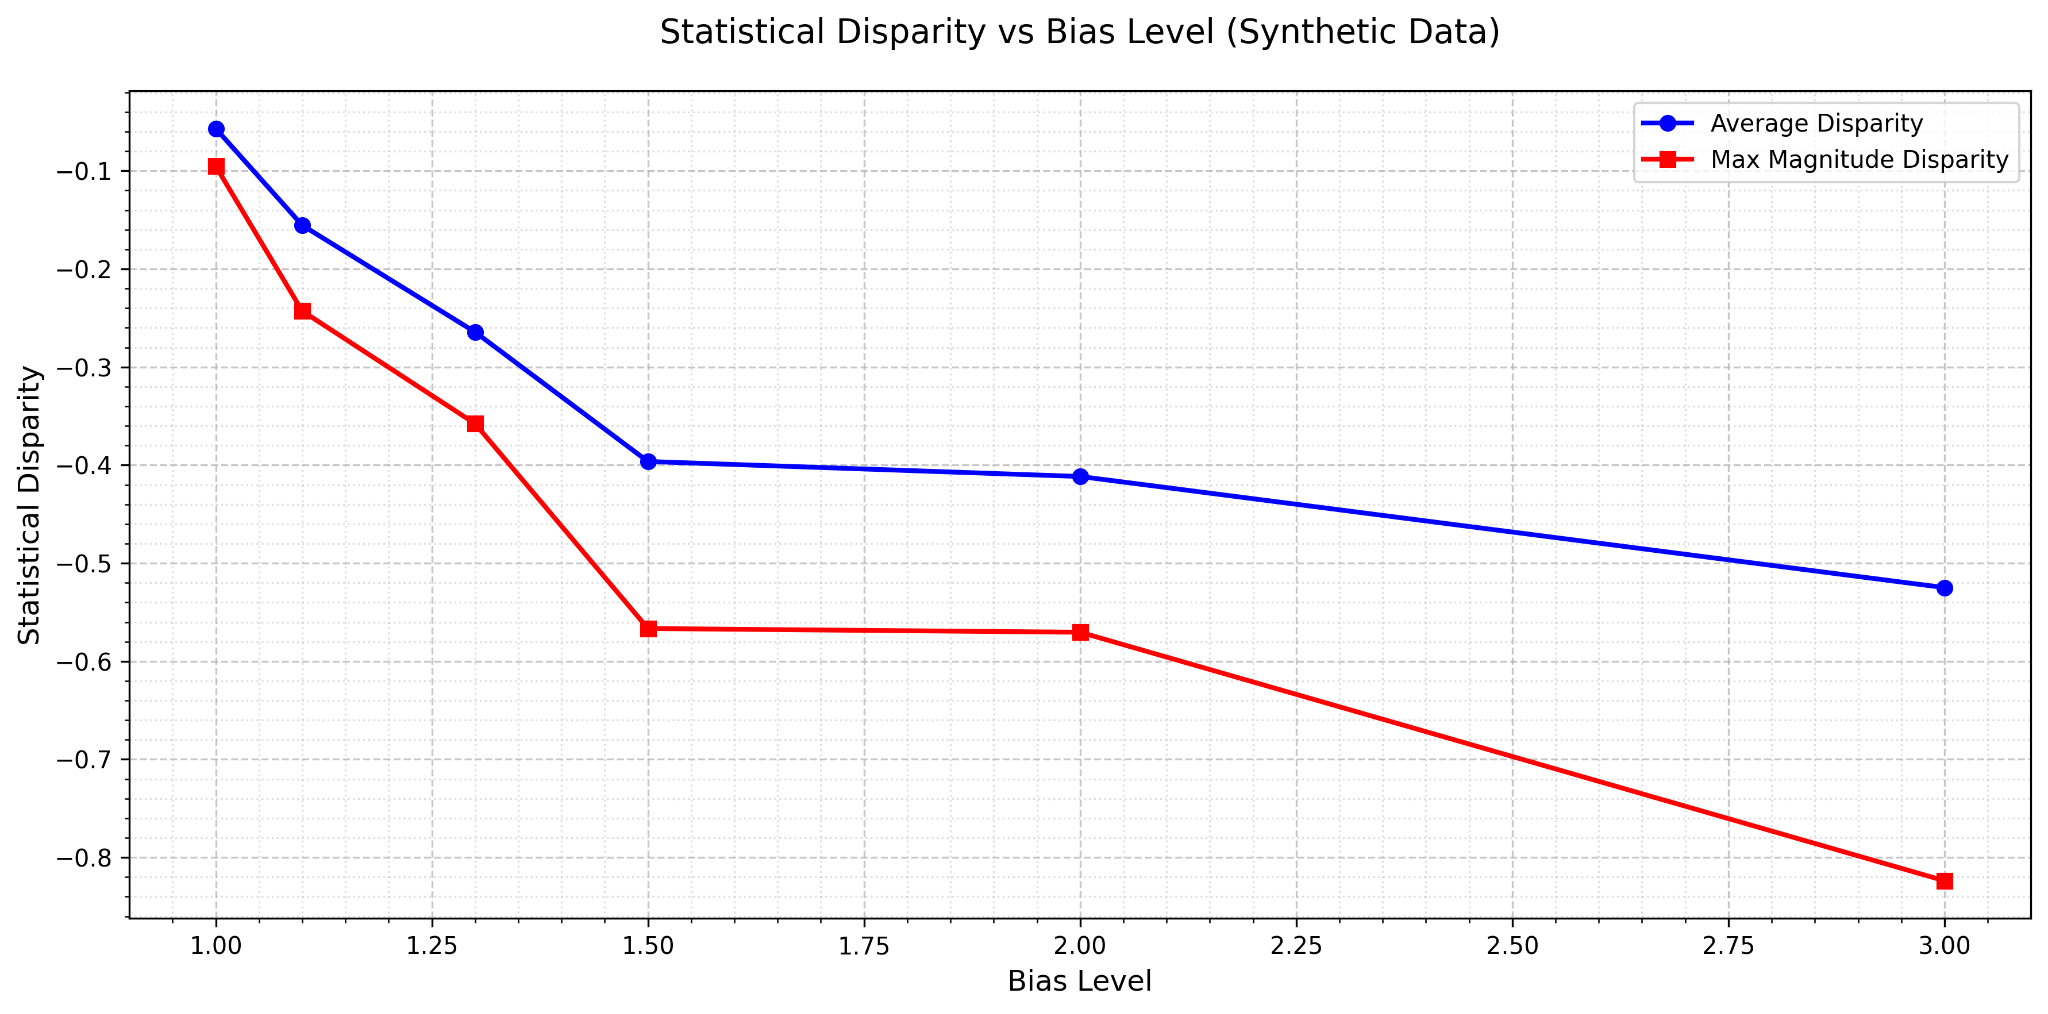 Statistical Disparity vs Bias Level (Synthetic Data)
Average Disparity
Max Magnitude Disparity
Statistical Disparity
−0.1
−0.2
−0.3
−0.4
−0.5
−0.6
−0.7
−0.8
1.00 1.25 1.50 1.75 2.00 2.25 2.50 2.75 3.00
Bias Level